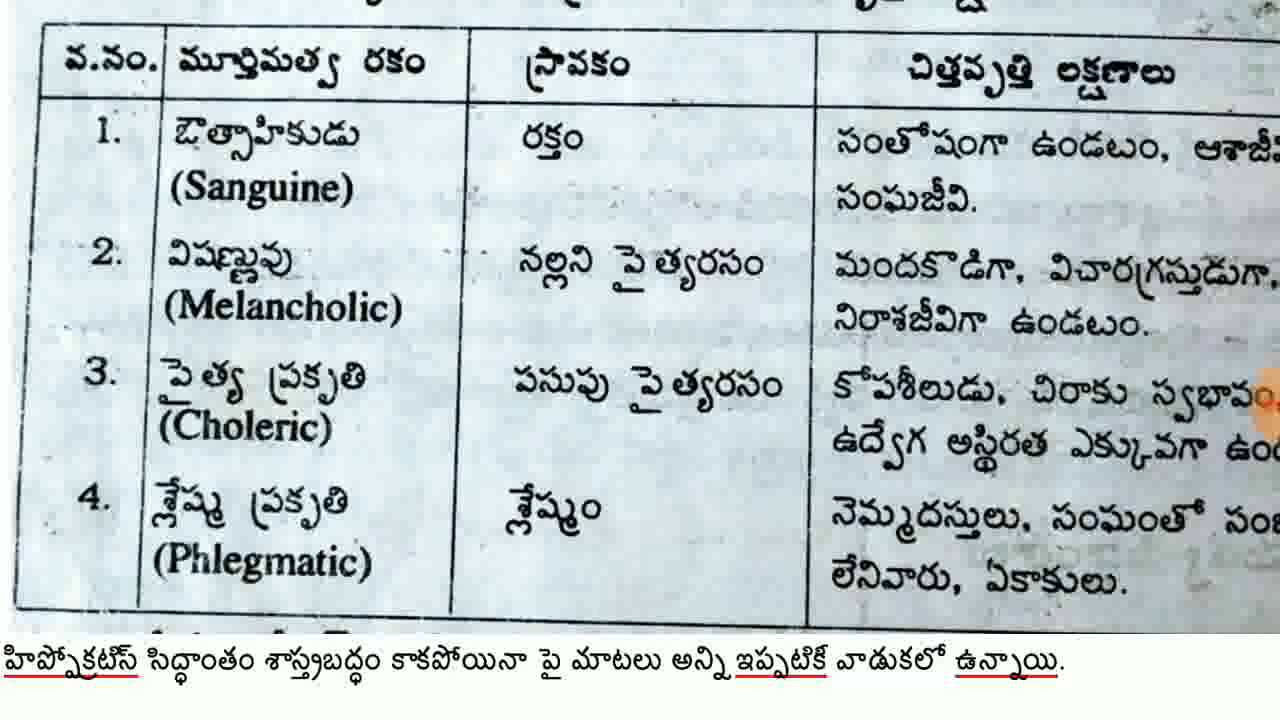 వ.నం. మూర్తిమత్వ రకం స్రావకం చిత్తవృత్తి లక్షణాలు
1. ఔత్సాహికుడు రక్తం సంతోషంగా ఉండటం, ఆశాజీవి
(Sanguine) సంఘజీవి.
2. విషణ్ణువు నల్లని పైత్యరసం మందకొడిగా, విచారగ్రస్తుడుగా,
(Melancholic) నిరాశజీవిగా ఉండటం.
3. పైత్య ప్రకృతి పసుపు పైత్యరసం కోపశీలుడు, చిరాకు స్వభావం,
(Choleric) ఉద్వేగ అస్థిరత ఎక్కువగా
4. శ్లేష్మ ప్రకృతి శ్లేష్మం నెమ్మదస్తులు, సంఘంతో
(Phlegmatic) లేనివారు, ఏకాకులు.
హిప్పోక్రటిస్ సిద్ధాంతం శాస్త్రబద్ధం కాకపోయినా పై మాటలు అన్ని ఇప్పటికీ వాడుకలో ఉన్నాయి.